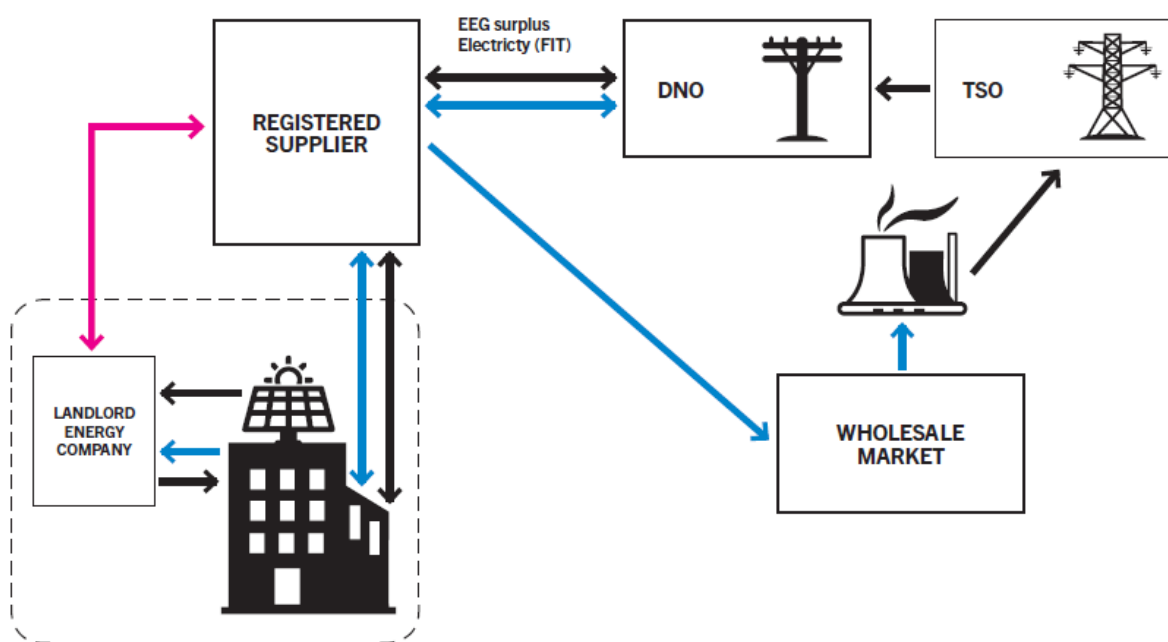 EEG surplus
Electricty (FIT)
REGISTERED
SUPPLIER
DNO
TSO
LANDLORD
ENERGY
COMPANY
WHOLESALE
MARKET